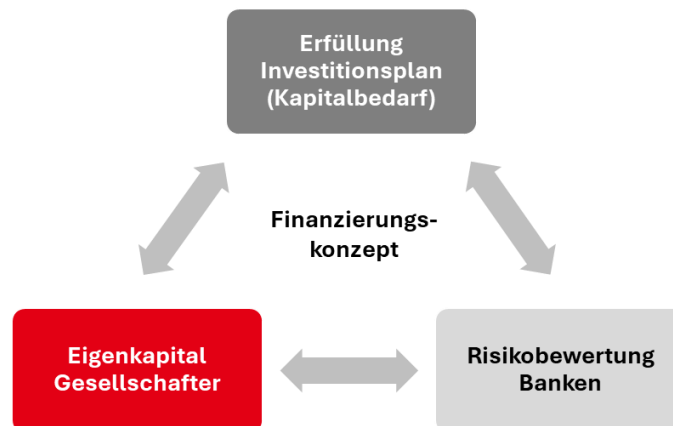 Erfüllung
Investitionsplan
(Kapitalbedarf)
Finanzierungs-
konzept
Eigenkapital
Gesellschafter
Risikobewertung
Banken